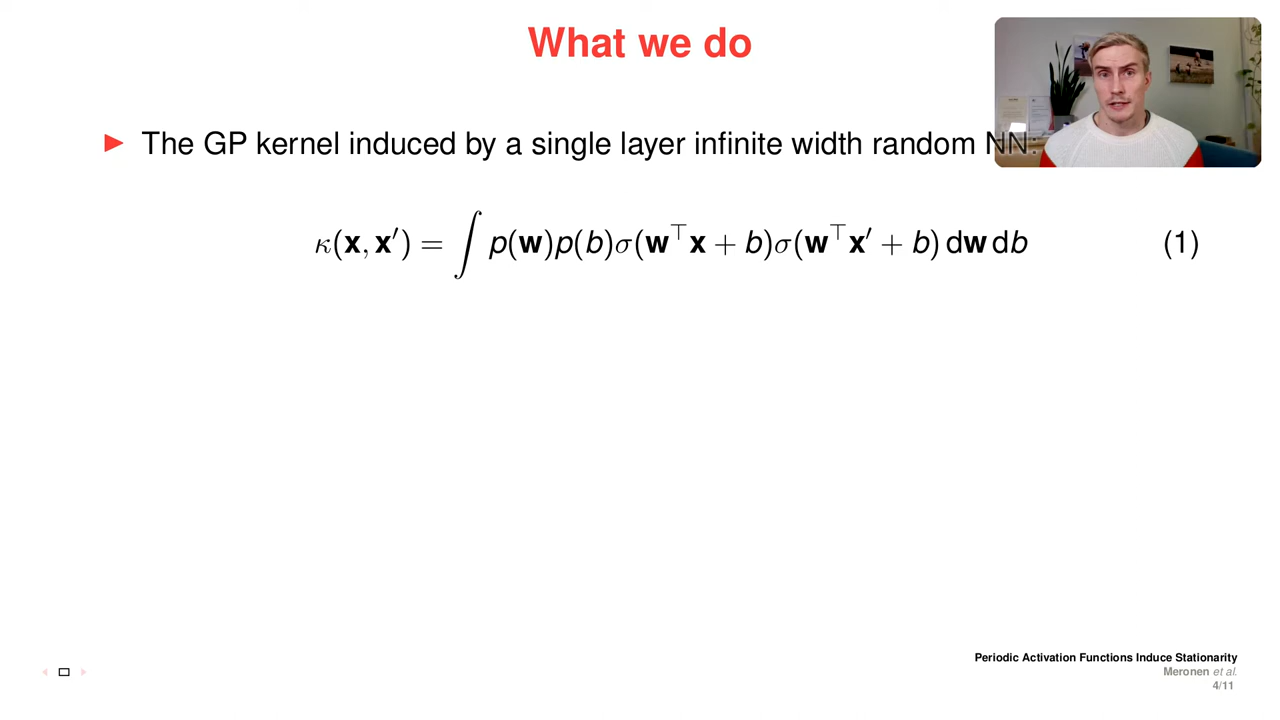 What we do
The GP kernel induced by a single layer infinite width random NN:
κ(x, x′) = ∫ p(w)p(b)σ(w⊤x + b)σ(w⊤x′ + b) dw db (1)
Periodic Activation Functions Induce Stationarity
Meronen et al.
4/11